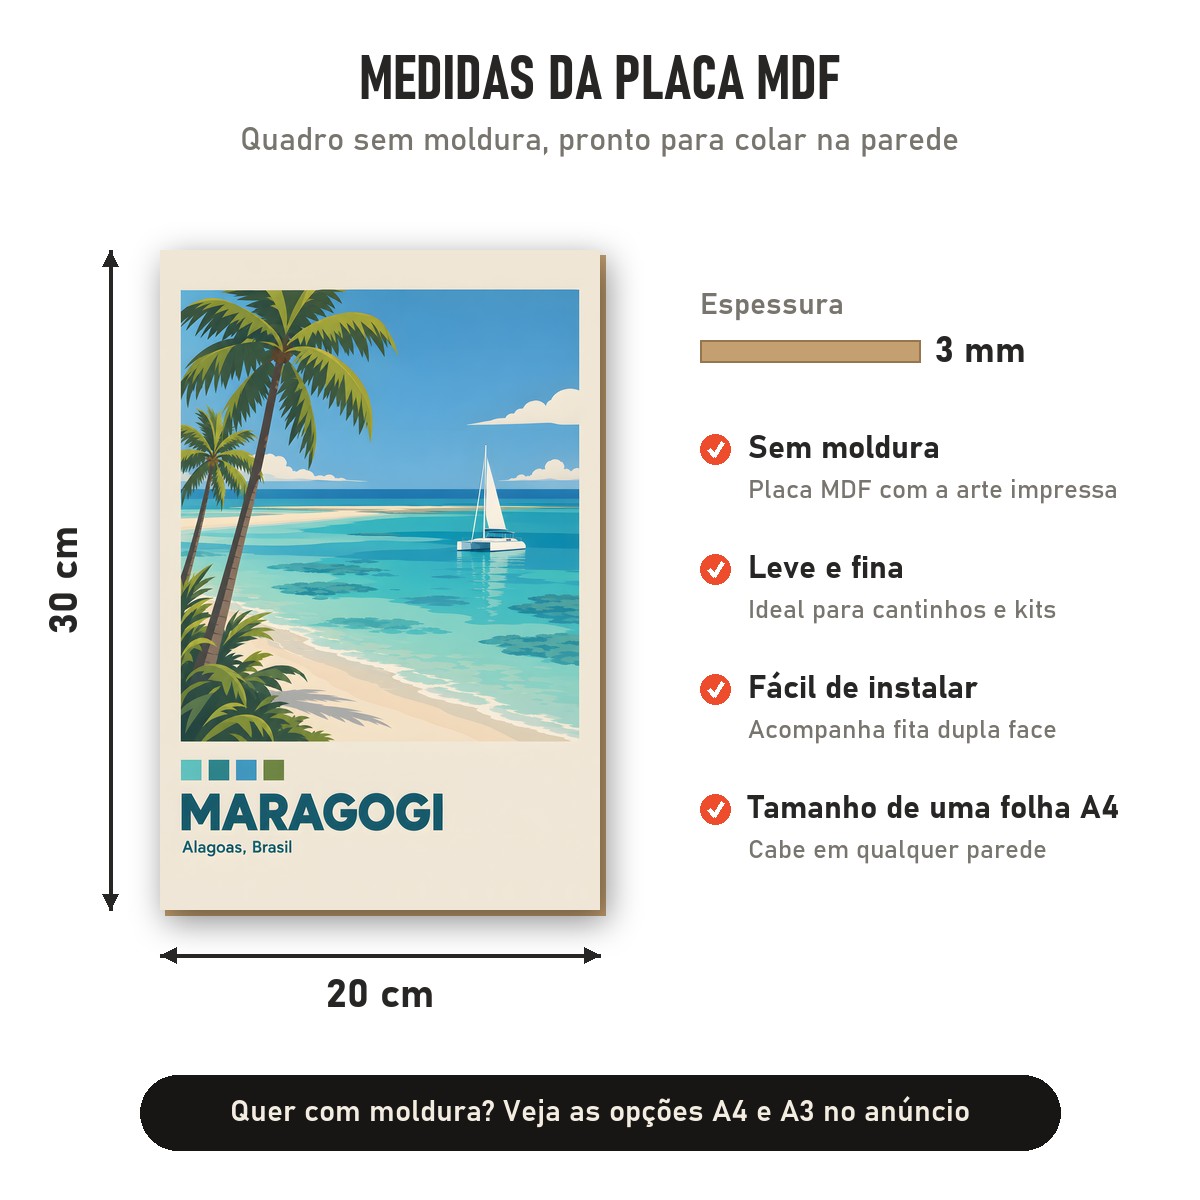 MEDIDAS DA PLACA MDF
Quadro sem moldura, pronto para colar na parede
30 cm
MARAGOGI
Alagoas, Brasil
20 cm
Espessura
3 mm
Sem moldura
Placa MDF com a arte impressa
Leve e fina
Ideal para cantinhos e kits
Fácil de instalar
Acompanha fita dupla face
Tamanho de uma folha A4
Cabe em qualquer parede
Quer com moldura? Veja as opções A4 e A3 no anúncio